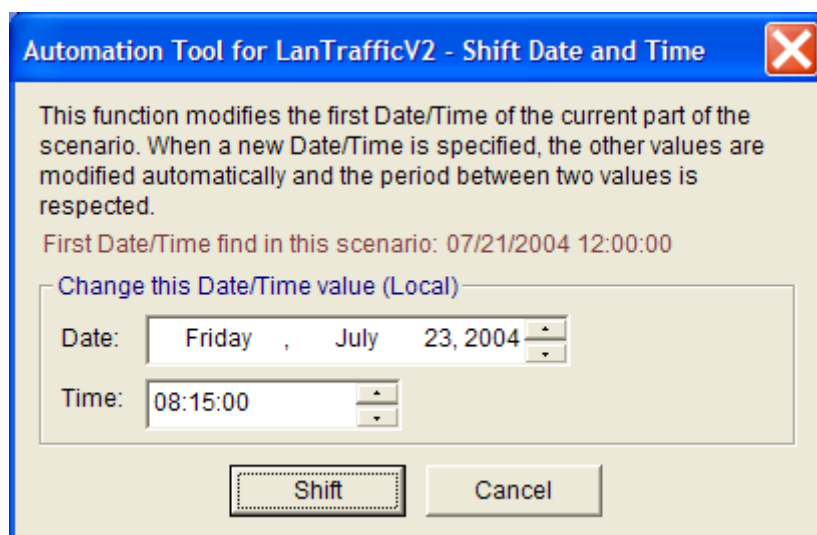 Automation Tool for LanTrafficV2 - Shift Date and Time
This function modifies the first Date/Time of the current part of the
scenario. When a new Date/Time is specified, the other values are
modified automatically and the period between two values is
respected.
First Date/Time find in this scenario: 07/21/2004 12:00:00
Change this Date/Time value (Local)
Date: Friday , July 23, 2004
Time: 08:15:00
Shift Cancel